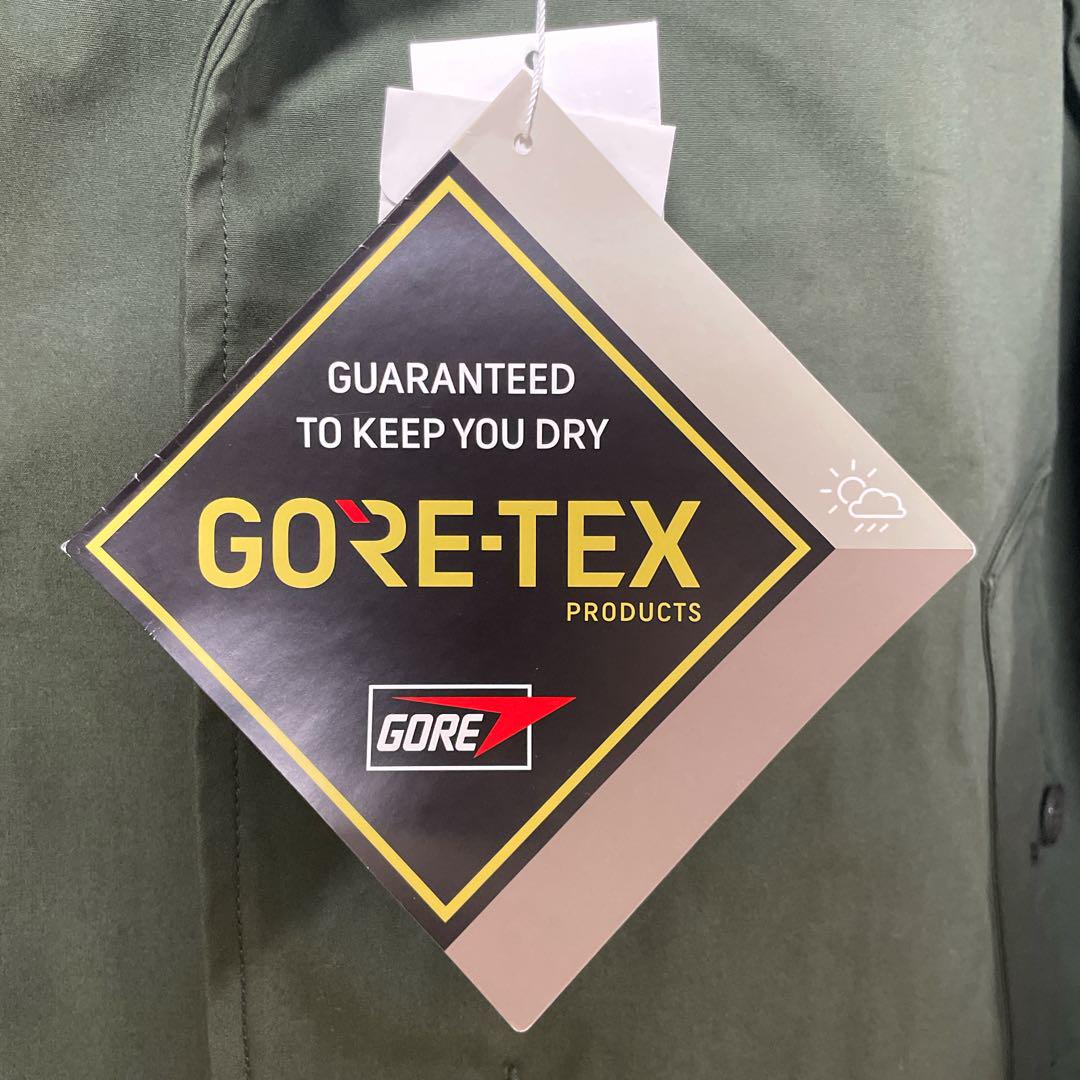 GUARANTEED
TO KEEP YOU DRY
GORE-TEX
PRODUCTS
GORE